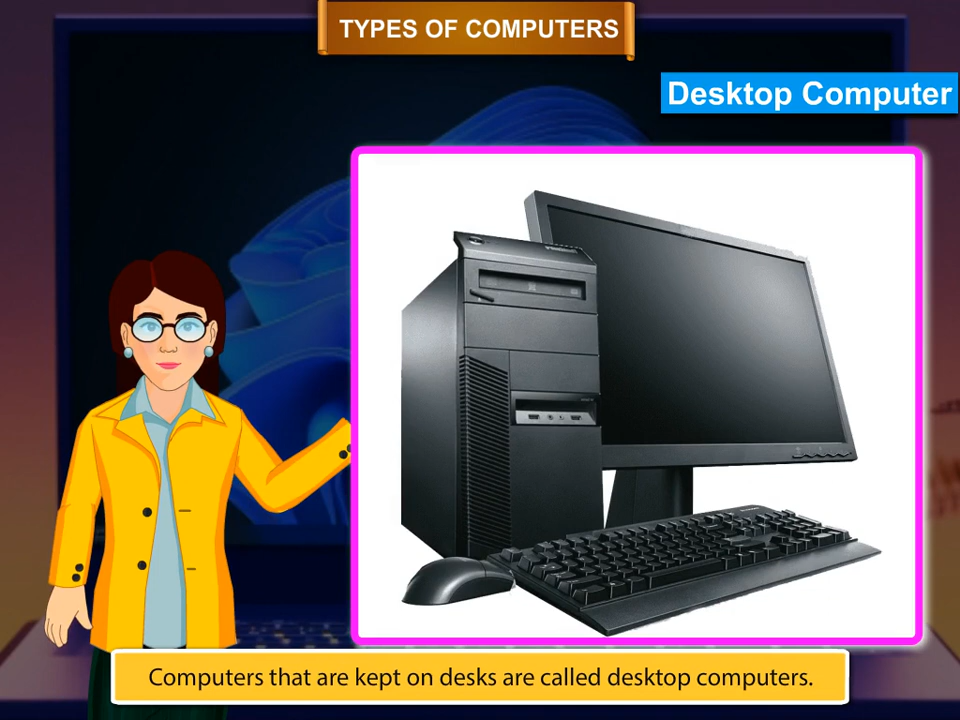 TYPES OF COMPUTERS
Desktop Computer
Computers that are kept on desks are called desktop computers.